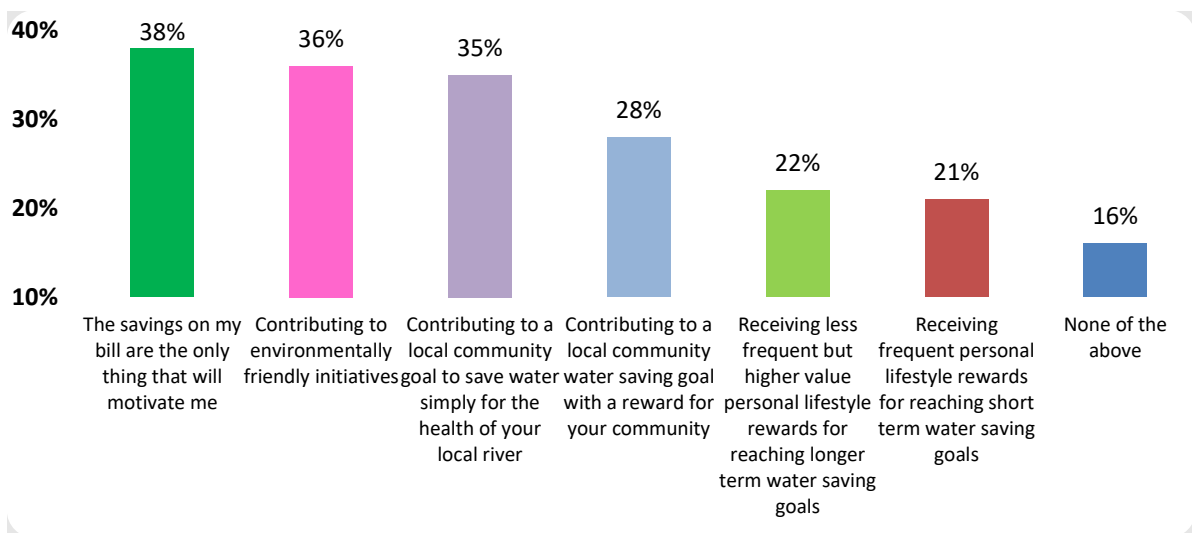 40%
30%
20%
10%
38%
36%
35%
28%
22%
21%
16%
The savings on my
bill are the only
thing that will
motivate me
Contributing to
environmentally
friendly initiatives
Contributing to a
local community
goal to save water
simply for the
health of your
local river
Contributing to a
local community
water saving goal
with a reward for
your community
Receiving less
frequent but
higher value
personal lifestyle
rewards for
reaching longer
term water saving
goals
Receiving
frequent personal
lifestyle rewards
for reaching short
term water saving
goals
None of the
above